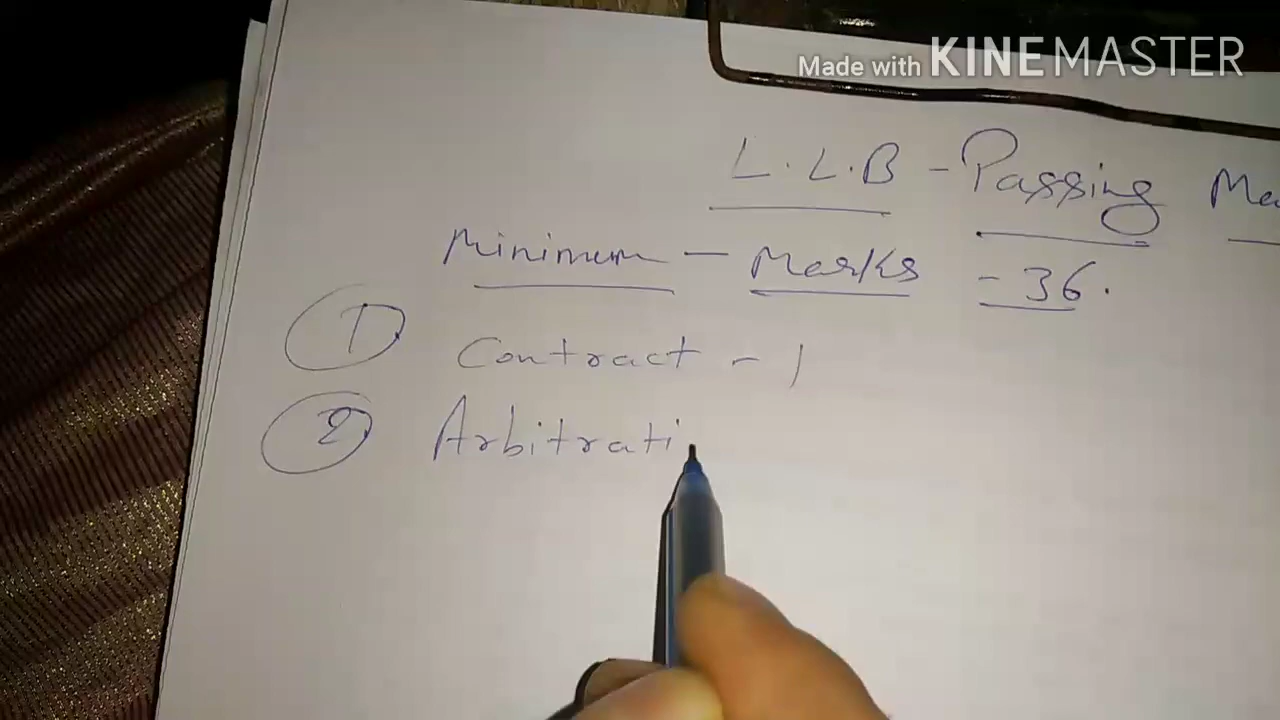 Made with KINEMASTER
L.L.B - Passing
Minimum - Marks - 36.
1 Contract - 1
2 Arbitrati